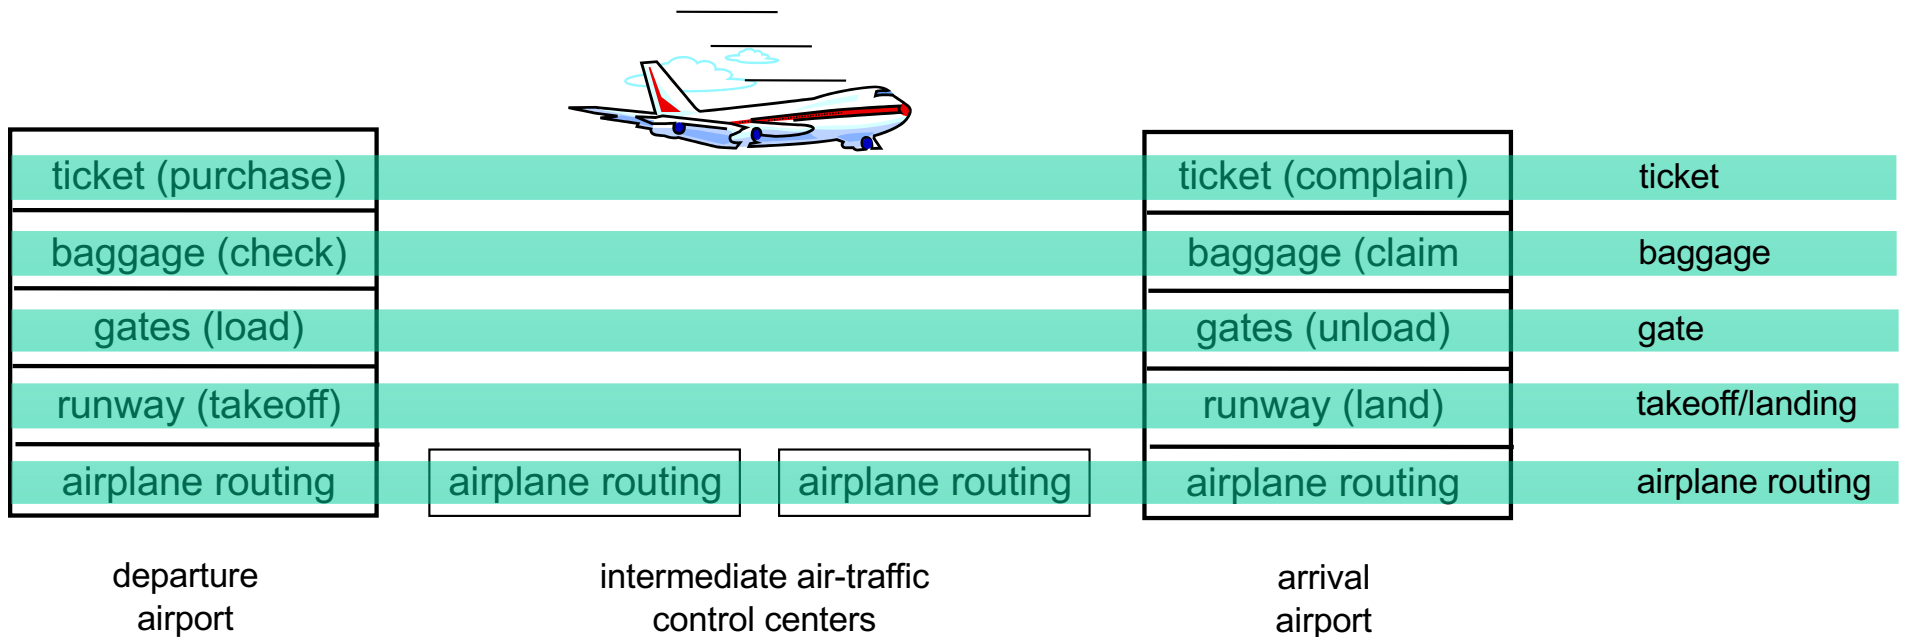 ticket (purchase) ticket (complain) ticket
baggage (check) baggage (claim baggage
gates (load) gates (unload) gate
runway (takeoff) runway (land) takeoff/landing
airplane routing airplane routing airplane routing airplane routing airplane routing
departure
airport
intermediate air-traffic
control centers
arrival
airport